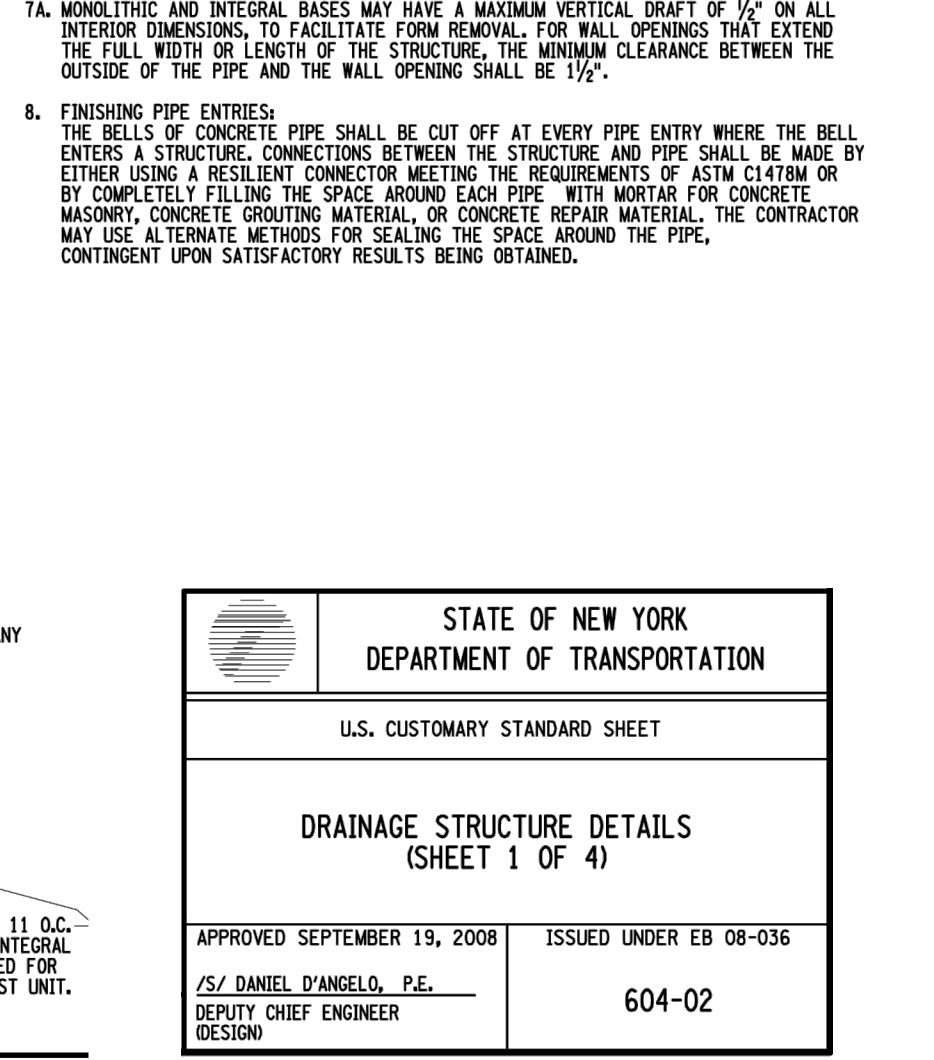 7A. MONOLITHIC AND INTEGRAL BASES MAY HAVE A MAXIMUM VERTICAL DRAFT OF 1/2" ON ALL
INTERIOR DIMENSIONS, TO FACILITATE FORM REMOVAL. FOR WALL OPENINGS THAT EXTEND
THE FULL WIDTH OR LENGTH OF THE STRUCTURE, THE MINIMUM CLEARANCE BETWEEN THE
OUTSIDE OF THE PIPE AND THE WALL OPENING SHALL BE 1 1/2".
8. FINISHING PIPE ENTRIES:
THE BELLS OF CONCRETE PIPE SHALL BE CUT OFF AT EVERY PIPE ENTRY WHERE THE BELL
ENTERS A STRUCTURE. CONNECTIONS BETWEEN THE STRUCTURE AND PIPE SHALL BE MADE BY
EITHER USING A RESILIENT CONNECTOR MEETING THE REQUIREMENTS OF ASTM C1478M OR
BY COMPLETELY FILLING THE SPACE AROUND EACH PIPE WITH MORTAR FOR CONCRETE
MASONRY, CONCRETE GROUTING MATERIAL, OR CONCRETE REPAIR MATERIAL. THE CONTRACTOR
MAY USE ALTERNATE METHODS FOR SEALING THE SPACE AROUND THE PIPE,
CONTINGENT UPON SATISFACTORY RESULTS BEING OBTAINED.
NY
11 O.C.
NTEGRAL
ED FOR
ST UNIT.
STATE OF NEW YORK
DEPARTMENT OF TRANSPORTATION
U.S. CUSTOMARY STANDARD SHEET
DRAINAGE STRUCTURE DETAILS
(SHEET 1 OF 4)
APPROVED SEPTEMBER 19, 2008
/S/ DANIEL D'ANGELO, P.E.
DEPUTY CHIEF ENGINEER
(DESIGN)
ISSUED UNDER EB 08-036
604-02